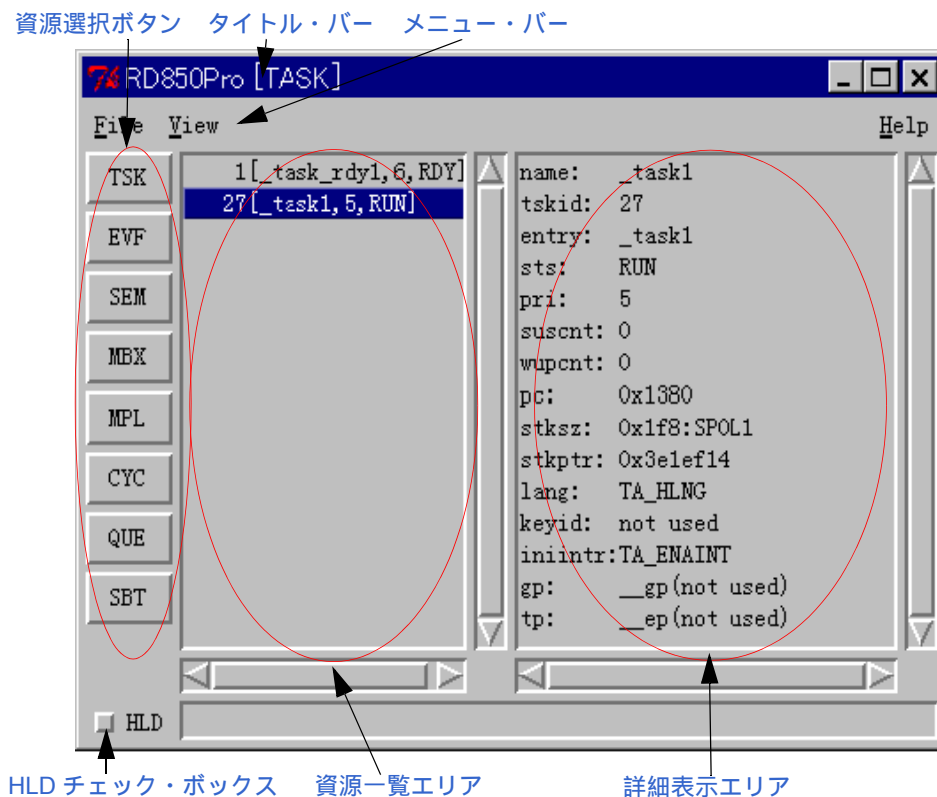 資源選択ボタン タイトル・バー メニュー・バー
RD850Pro [TASK]
File View Help
TSK
EVF
SEM
MBX
MPL
CYC
QUE
SBT
1[_task_rdy1,6,RDY]
27[_task1,5,RUN]
name: _task1
tskid: 27
entry: _task1
sts: RUN
pri: 5
suscnt: 0
wupcnt: 0
pc: 0x1380
stksz: 0x1f8:SPOL1
stkptr: 0x3e1ef14
lang: TA_HLNG
keyid: not used
iniintr:TA_ENAINT
gp: __gp(not used)
tp: __ep(not used)
HLD
HLD チェック・ボックス 資源一覧エリア 詳細表示エリア